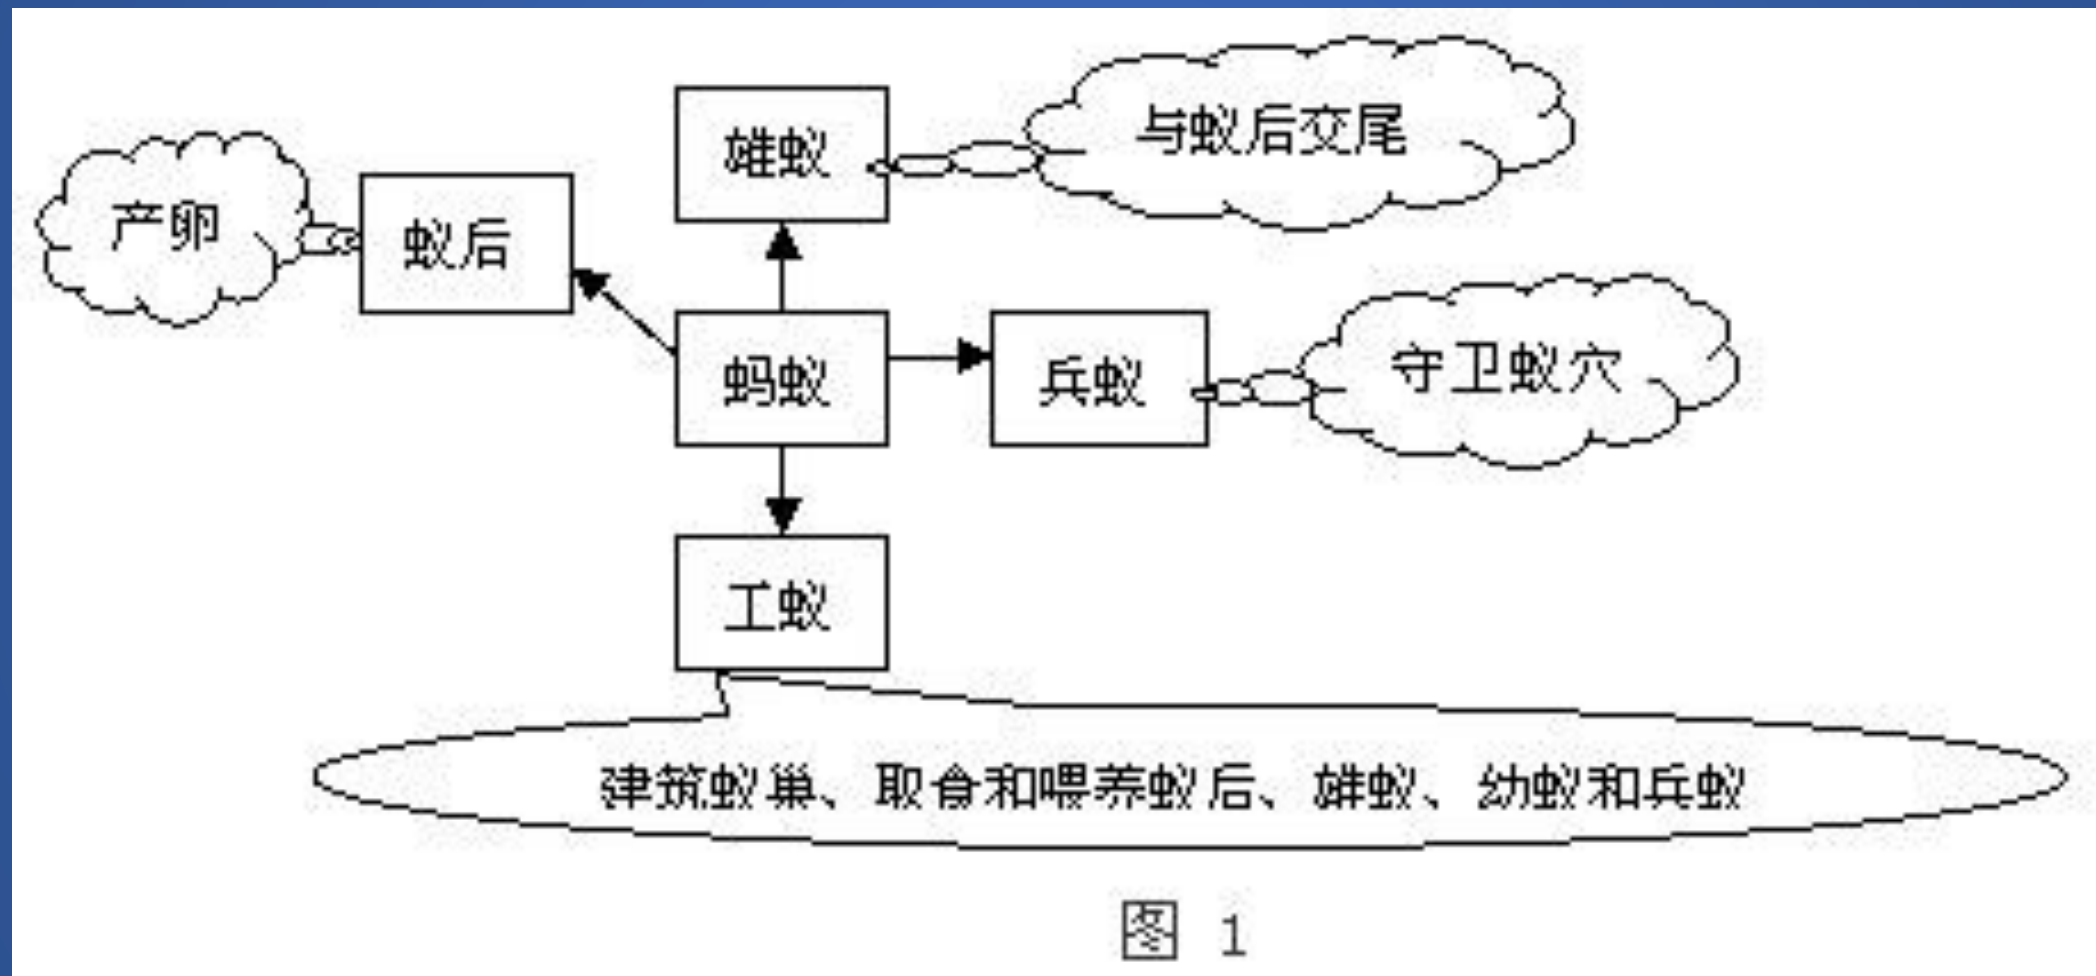 与蚁后交尾
雄蚁
产卵
蚁后
蚂蚁
兵蚁
守卫蚁穴
工蚁
建筑蚁巢、取食和喂养蚁后、雄蚁、幼蚁和兵蚁
图 1